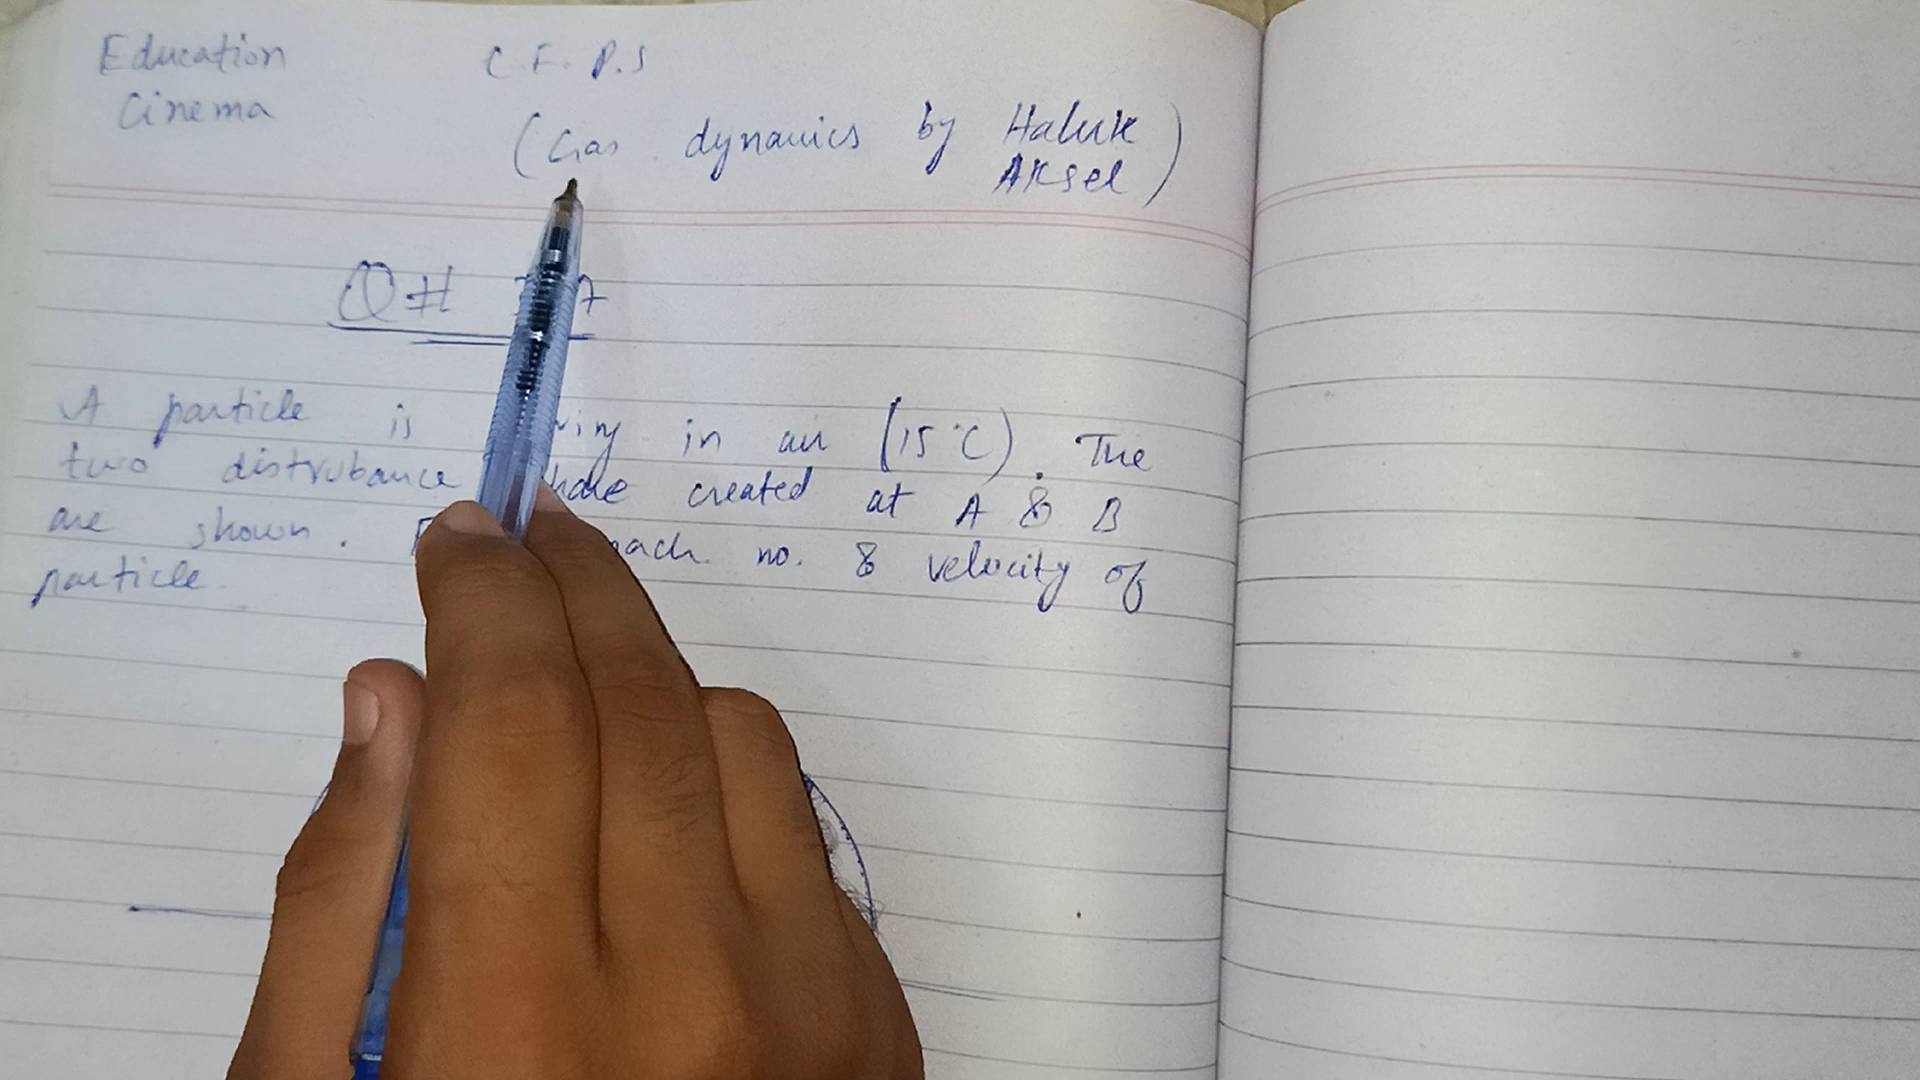 Education C.F.P.S
Cinema
(Gas dynamics by Haluk
Aksel)
Q#
A particle is in air (15°C). The
two distrubance created at A & B
are shown. no. & velocity of
particle.